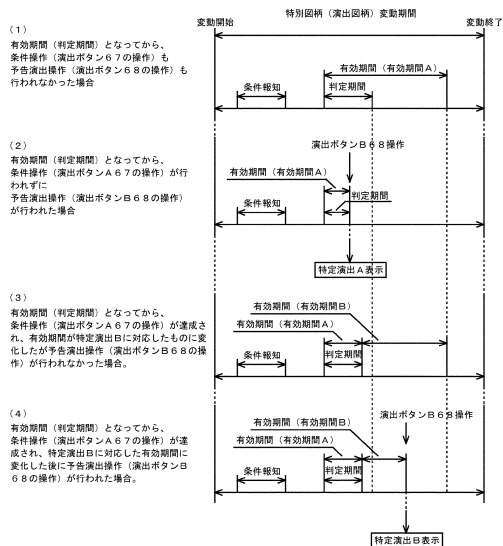 特別図柄（演出図柄）変動期間
変動開始
変動終了
（１）
有効期間（判定期間）となってから、
条件操作（演出ボタン６７の操作）も
予告演出操作（演出ボタン６８の操作）も
行われなかった場合
有効期間（有効期間Ａ）
条件報知
判定期間
（２）
有効期間（判定期間）となってから、
条件操作（演出ボタンＡ６７の操作）が行
われずに
予告演出操作（演出ボタンＢ６８の操作）
が行われた場合
演出ボタンＢ６８操作
有効期間（有効期間Ａ）
判定期間
条件報知
特定演出Ａ表示
（３）
有効期間（判定期間）となってから、
条件操作（演出ボタンＡ６７の操作）が達成さ
れ、有効期間が特定演出Ｂに対応したものに変
化したが予告演出操作（演出ボタンＢ６８の操
作）が行われなかった場合。
有効期間（有効期間Ｂ）
有効期間（有効期間Ａ）
条件報知
判定期間
（４）
有効期間（判定期間）となってから、
条件操作（演出ボタンＡ６７の操作）が達
成され、特定演出Ｂに対応した有効期間に
変化した後に予告演出操作（演出ボタンＢ
６８の操作）が行われた場合。
演出ボタンＢ６８操作
有効期間（有効期間Ｂ）
有効期間（有効期間Ａ）
条件報知
判定期間
特定演出Ｂ表示